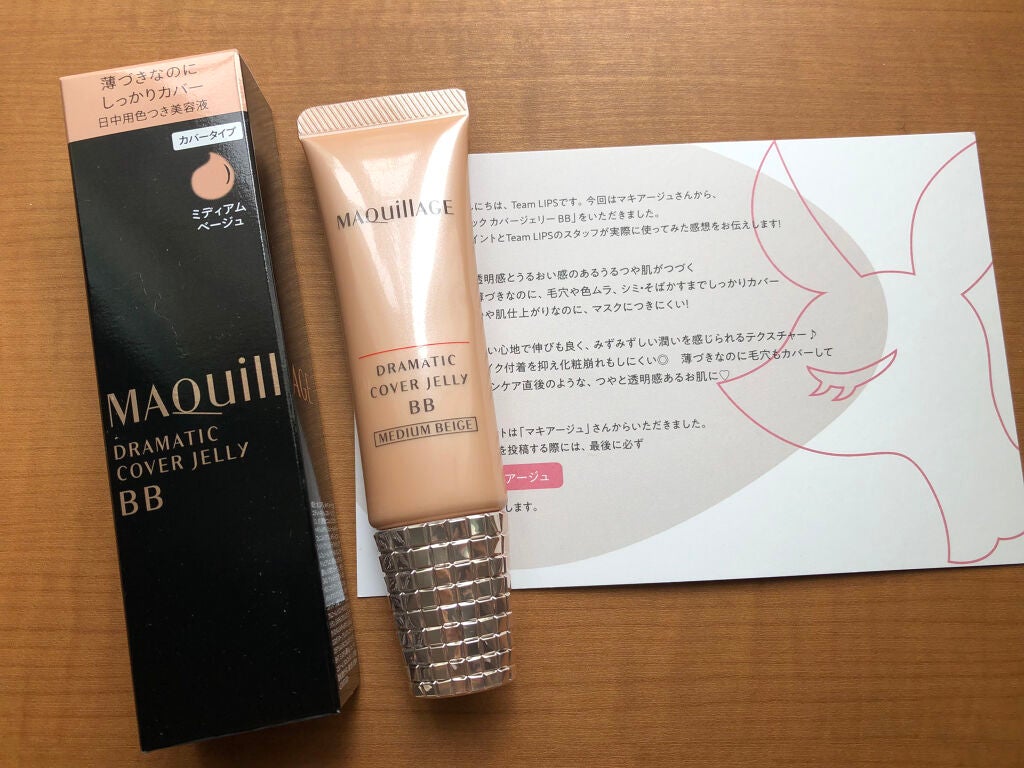 薄づきなのに
しっかりカバー
日中用色つき美容液
カバータイプ
ミディアム
ベージュ
MAQuillAGE
DRAMATIC
COVER JELLY
BB
MAQuillAGE
DRAMATIC
COVER JELLY
BB
MEDIUM BEIGE
にちは、Team LIPSです。今回はマキアージュさんから、
ック カバージェリー BB」をいただきました。
イントとTeam LIPSのスタッフが実際に使ってみた感想をお伝えします!
透明感とうるおい感のあるうるつや肌がつづく
薄づきなのに、毛穴や色ムラ、シミ・そばかすまでしっかりカバー
や肌仕上がりなのに、マスクにつきにくい!
い心地で伸びも良く、みずみずしい潤いを感じられるテクスチャー♪
イク付着を抑え化粧崩れもしにくい◎ 薄づきなのに毛穴もカバーして
ンケア直後のような、つやと透明感あるお肌に♡
トは「マキアージュ」さんからいただきました。
を投稿する際には、最後に必ず
アージュ
します。